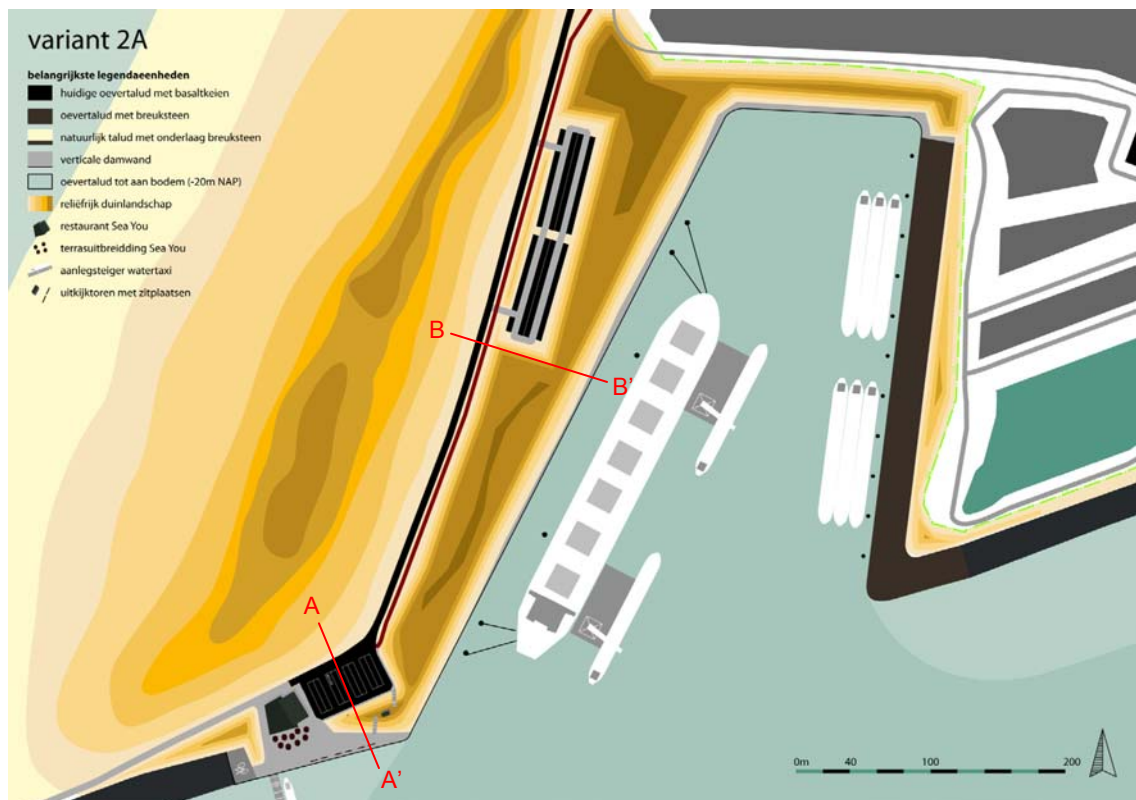 variant 2A
belangrijkste legendaeenheden
huidige oevertalud met basaltkeien
oevertalud met breuksteen
natuurlijk talud met onderlaag breuksteen
verticale damwand
oevertalud tot aan bodem (-20m NAP)
reliëfrijk duinlandschap
restaurant Sea You
terrasuitbreidding Sea You
aanlegsteiger watertaxi
uitkijktoren met zitplaatsen
B
B'
A
A'
0m 40 100 200